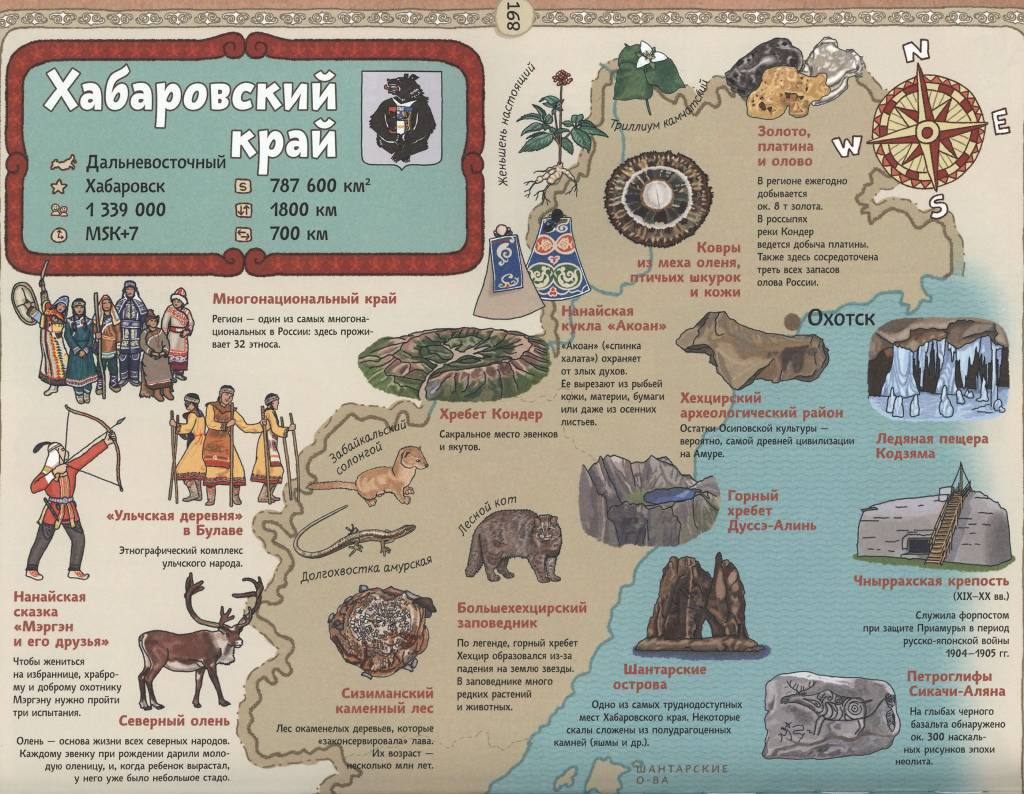 168
Хабаровский
край
Дальневосточный
Хабаровск
787 600 км²
1 339 000
1800 км
MSK+7
700 км
N
W
E
S
Женьшень настоящий
Триллиум камчатский
Золото,
платина
и олово
В регионе ежегодно
добывается
ок. 8 т золота.
В россыпях
реки Кондер
ведется добыча платины.
Также здесь сосредоточена
треть всех запасов
олова России.
Ковры
из меха оленя,
птичьих шкурок
и кожи
Многонациональный край
Регион — один из самых многона-
циональных в России: здесь прожи-
вает 32 этноса.
Нанайская
кукла «Акоан»
«Акоан» («спинка
халата») охраняет
от злых духов.
Ее вырезают из рыбьей
кожи, материи, бумаги
или даже из осенних
листьев.
Охотск
Хребет Кондер
Сакральное место эвенков
и якутов.
Хехцирский
археологический район
Остатки Осиповской культуры —
вероятно, самой древней цивилизации
на Амуре.
Ледяная пещера
Кодзяма
Забайкальский
солонгой
«Ульчская деревня»
в Булаве
Этнографический комплекс
ульчского народа.
Лесной кот
Долгохвостка амурская
Горный
хребет
Дуссэ-Алинь
Чныррахская крепость
(XIX–XX вв.)
Служила форпостом
при защите Приамурья в период
русско-японской войны
1904–1905 гг.
Нанайская
сказка
«Мэргэн
и его друзья»
Чтобы жениться
на избраннице, храбро-
му и доброму охотнику
Мэргэну нужно пройти
три испытания.
Большехехцирский
заповедник
По легенде, горный хребет
Хехцир образовался из-за
падения на землю звезды.
В заповеднике много
редких растений
и животных.
Шантарские
острова
Одно из самых труднодоступных
мест Хабаровского края. Некоторые
скалы сложены из полудрагоценных
камней (яшмы и др.).
Петроглифы
Сикачи-Аляна
На глыбах черного
базальта обнаружено
ок. 300 наскаль-
ных рисунков эпохи
неолита.
Северный олень
Олень — основа жизни всех северных народов.
Каждому эвенку при рождении дарили моло-
дую оленицу, и, когда ребенок вырастал,
у него уже было небольшое стадо.
Сизиманский
каменный лес
Лес окаменелых деревьев, которые
«законсервировала» лава.
Их возраст —
несколько млн лет.
ШАНТАРСКИЕ
О-ВА